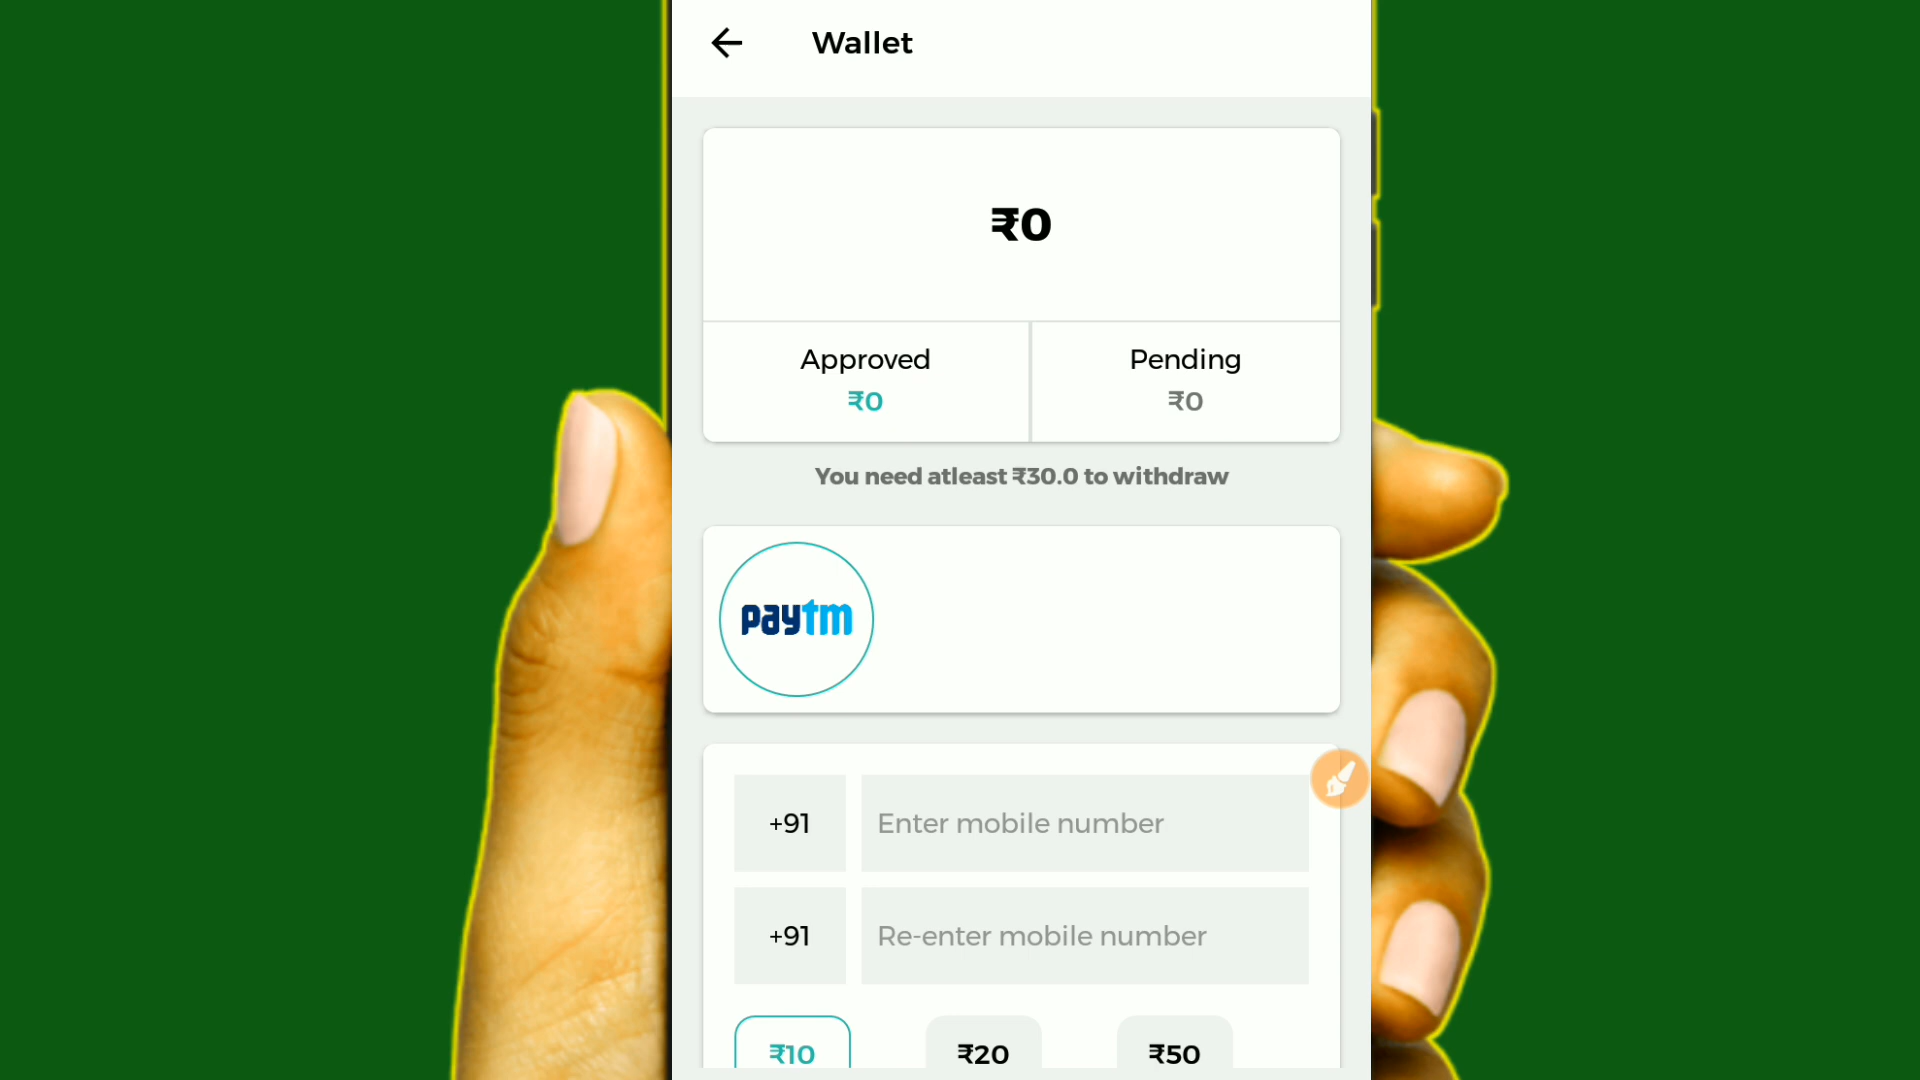 Wallet
₹0
Approved
Pending
₹0
₹0
You need atleast ₹30.0 to withdraw
paytm
+91
Enter mobile number
+91
Re-enter mobile number
₹10
₹20
₹50